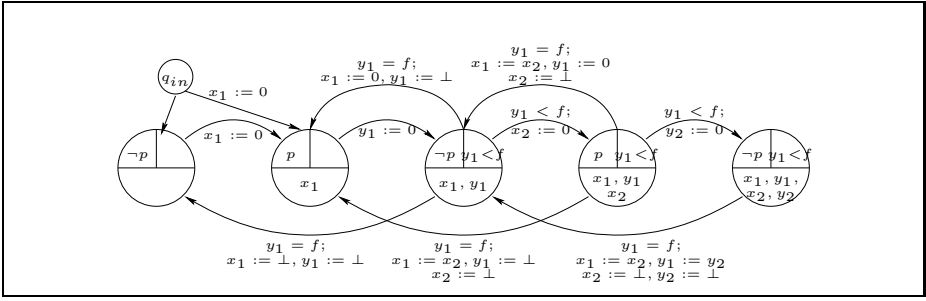 q_in
x_1 := 0
y_1 = f;
x_1 := 0, y_1 := ⊥
y_1 = f;
x_1 := x_2, y_1 := 0
x_2 := ⊥
x_1 := 0
y_1 := 0
y_1 < f;
x_2 := 0
y_1 < f;
y_2 := 0
¬p
p
x_1
¬p y_1<f
x_1, y_1
p y_1<f
x_1, y_1
x_2
¬p y_1<f
x_1, y_1,
x_2, y_2
y_1 = f;
x_1 := ⊥, y_1 := ⊥
y_1 = f;
x_1 := x_2, y_1 := ⊥
x_2 := ⊥
y_1 = f;
x_1 := x_2, y_1 := y_2
x_2 := ⊥, y_2 := ⊥